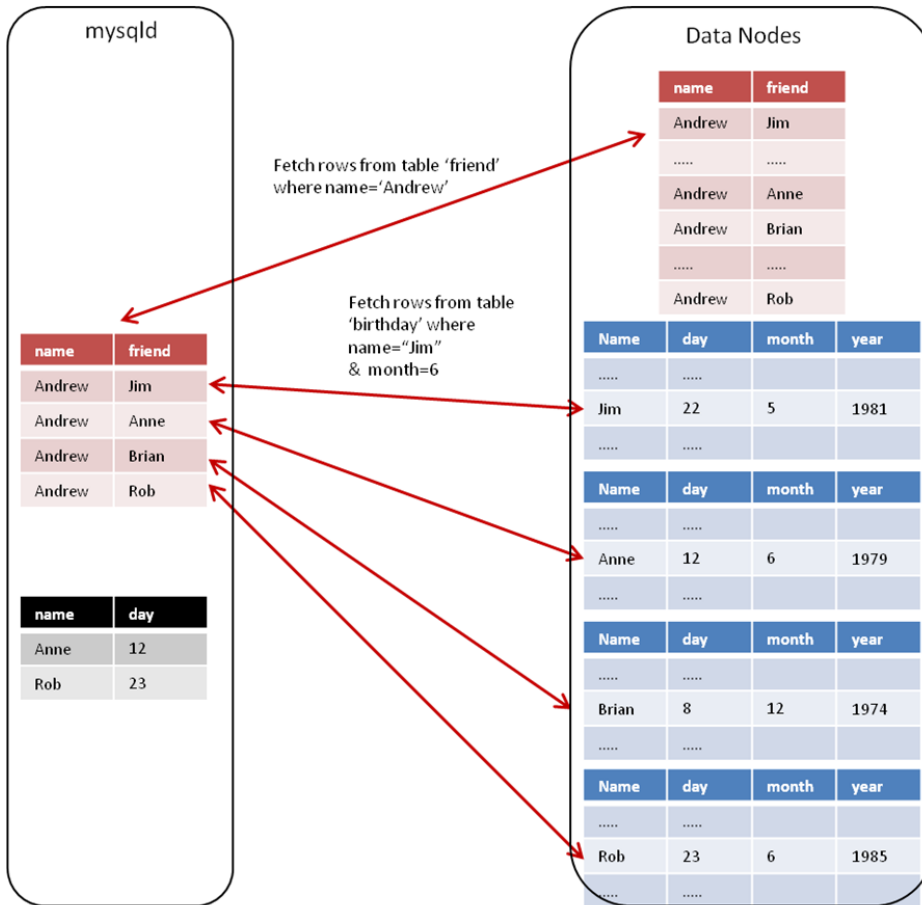 mysqld
Data Nodes
name friend
Andrew Jim
..... .....
Andrew Anne
Andrew Brian
..... .....
Andrew Rob
Fetch rows from table ‘friend’
where name=‘Andrew’
Fetch rows from table
‘birthday’ where
name=“Jim”
& month=6
name friend
Andrew Jim
Andrew Anne
Andrew Brian
Andrew Rob
name day
Anne 12
Rob 23
Name day month year
..... .....
Jim 22 5 1981
..... .....
Name day month year
..... .....
Anne 12 6 1979
..... .....
Name day month year
..... .....
Brian 8 12 1974
..... .....
Name day month year
..... .....
Rob 23 6 1985
..... .....